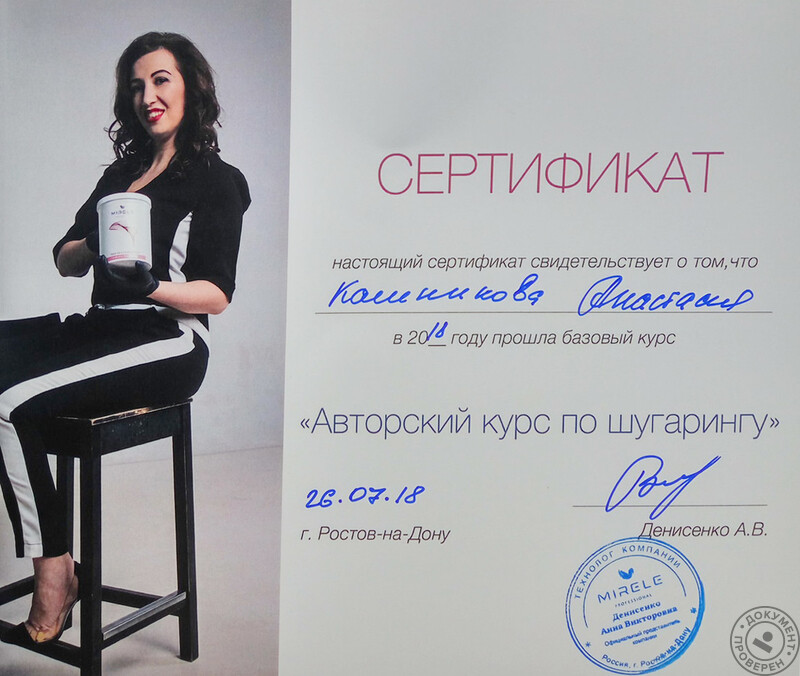 MIRELE
СЕРТИФИКАТ
настоящий сертификат свидетельствует о том,что
Калиникова Анастасия
в 2018 году прошла базовый курс
«Авторский курс по шугарингу»
26.07.18
г. Ростов-на-Дону
Денисенко А.В.
ТЕХНОЛОГ КОМПАНИИ
MIRELE
PROFESSIONAL
Денисенко
Анна Викторовна
Официальный представитель
компании
Россия, г. Ростов-на-Дону
ДОКУМЕНТ
ПРОВЕРЕН